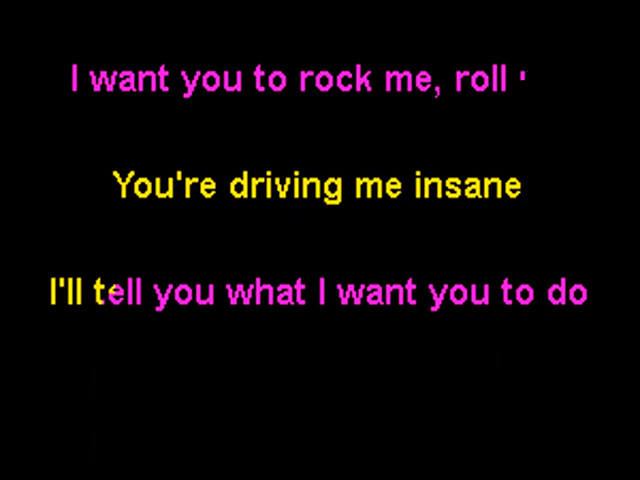 I want you to rock me, roll
You're driving me insane
I'll tell you what I want you to do